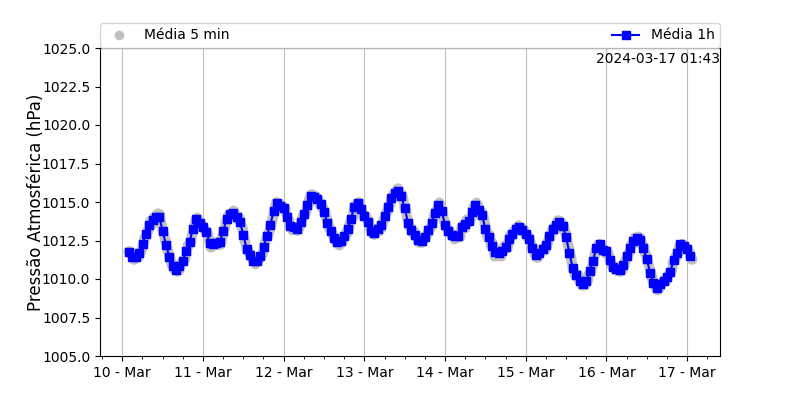 Média 5 min
Média 1h
2024-03-17 01:43
Pressão Atmosférica (hPa)
1025.0
1022.5
1020.0
1017.5
1015.0
1012.5
1010.0
1007.5
1005.0
10 - Mar
11 - Mar
12 - Mar
13 - Mar
14 - Mar
15 - Mar
16 - Mar
17 - Mar